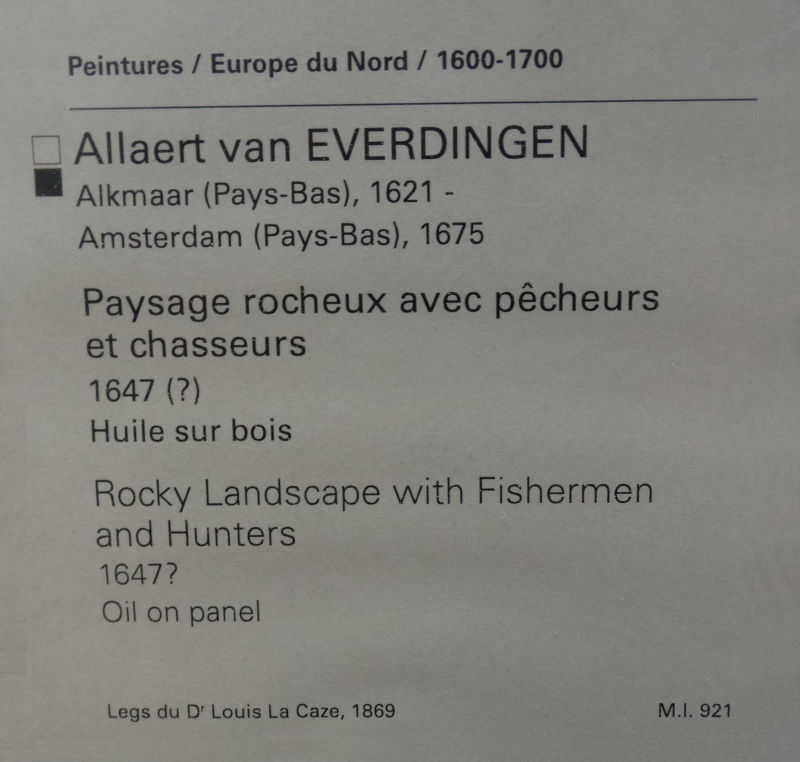 Peintures / Europe du Nord / 1600-1700
Allaert van EVERDINGEN
Alkmaar (Pays-Bas), 1621 -
Amsterdam (Pays-Bas), 1675
Paysage rocheux avec pêcheurs
et chasseurs
1647 (?)
Huile sur bois
Rocky Landscape with Fishermen
and Hunters
1647?
Oil on panel
Legs du Dʳ Louis La Caze, 1869
M.I. 921